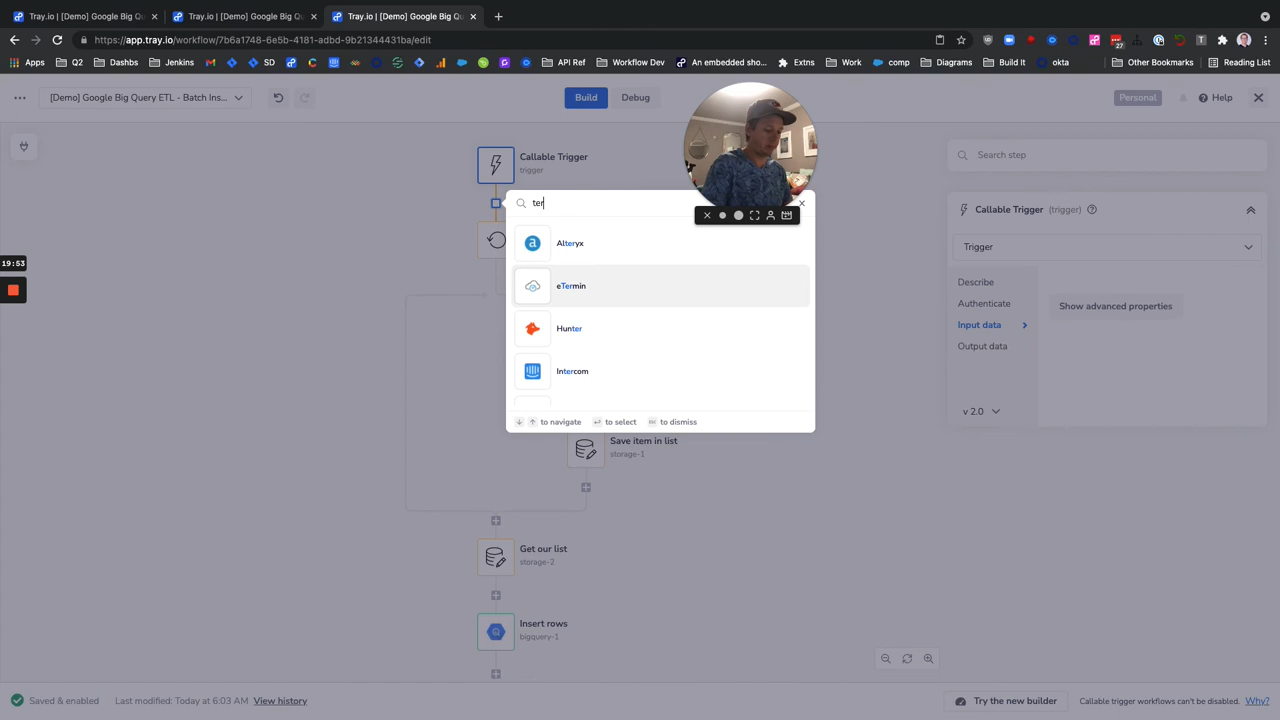 Tray.io | [Demo] Google Big Qu
Tray.io | [Demo] Google Big Qu
Tray.io | [Demo] Google Big Qu
https://app.tray.io/workflow/7b6a1748-6e5b-4181-adbd-9b21344431ba/edit
27
Apps
Q2
Dashbs
Jenkins
SD
API Ref
Workflow Dev
An embedded sho...
Extns
Work
comp
Diagrams
Build It
okta
Other Bookmarks
Reading List
[Demo] Google Big Query ETL - Batch Ins...
Build
Debug
Personal
Help
Callable Trigger
trigger
Search step
ter
Callable Trigger (trigger)
Alteryx
Trigger
19:53
Describe
eTermin
Authenticate
Show advanced properties
Input data
Hunter
Output data
Intercom
v 2.0
to navigate
to select
esc to dismiss
Save item in list
storage-1
Get our list
storage-2
Insert rows
bigquery-1
Saved & enabled
Last modified: Today at 6:03 AM
View history
Try the new builder
Callable trigger workflows can't be disabled. Why?